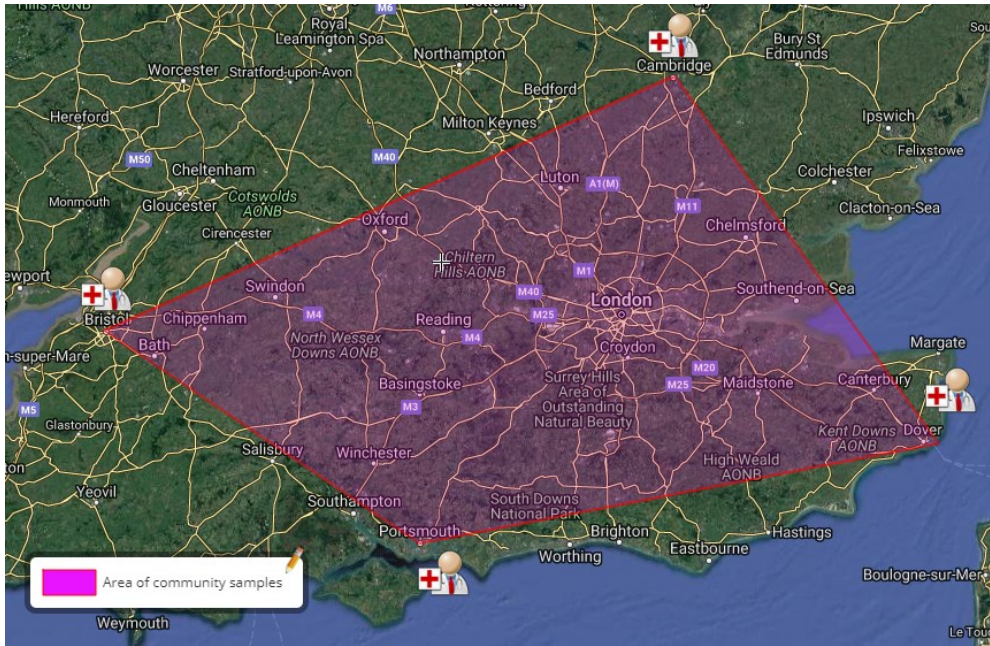 M6
Royal
Leamington Spa
Northampton
Cambridge
Bury St
Edmunds
Worcester
Stratford-upon-Avon
Bedford
Hereford
Milton Keynes
Ipswich
M50
M40
Felixstowe
Cheltenham
Luton
A1(M)
Colchester
Monmouth
Gloucester
Cotswolds
AONB
M11
Clacton-on-Sea
Oxford
Chelmsford
Cirencester
Chiltern
Hills AONB
M1
Swindon
M40
Southend-on-Sea
London
Bristol
Chippenham
M4
Reading
M25
M4
North Wessex
Downs AONB
Bath
Croydon
Margate
n-super-Mare
M20
Surrey Hills
Area of
Outstanding
Natural Beauty
Basingstoke
M25
Maidstone
Canterbury
M5
M3
Glastonbury
Kent Downs
AONB
Dover
Salisbury
Winchester
High Weald
AONB
Yeovil
Southampton
South Downs
National Park
Portsmouth
Brighton
Hastings
Worthing
Eastbourne
Area of community samples
Boulogne-sur-Mer
Weymouth